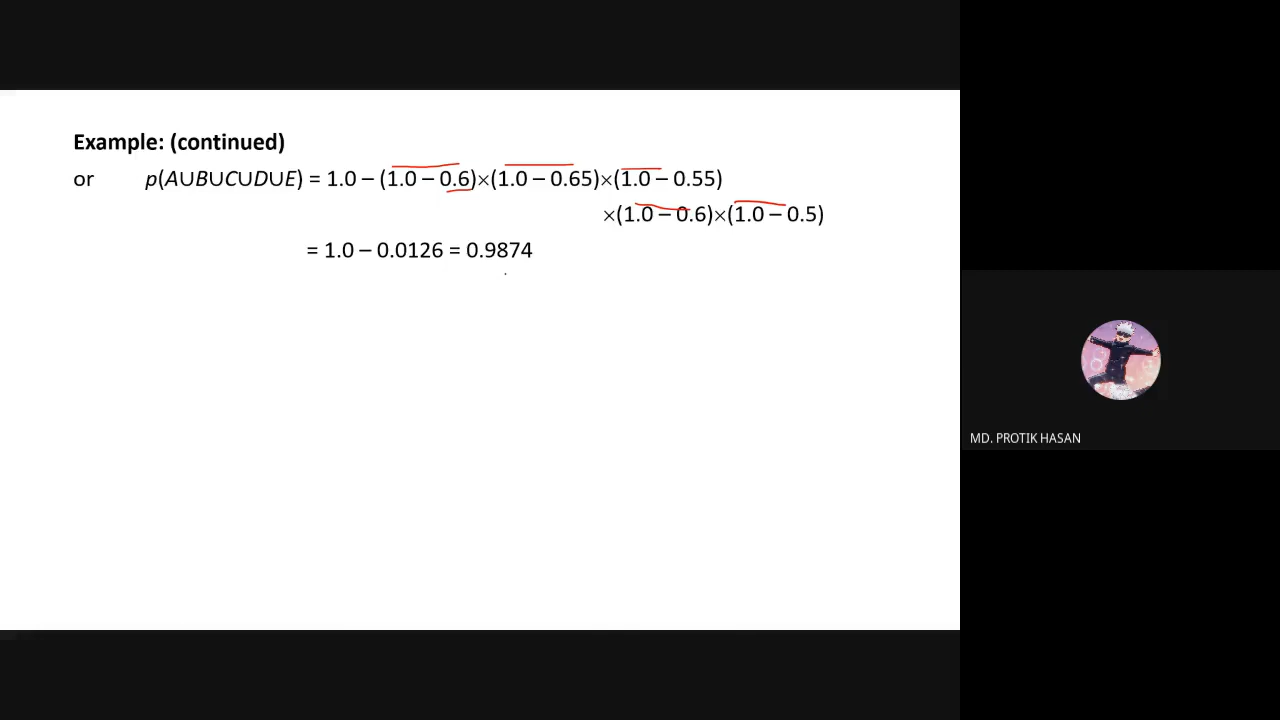 Example: (continued)
or p(A∪B∪C∪D∪E) = 1.0 – (1.0 – 0.6)×(1.0 – 0.65)×(1.0 – 0.55)
×(1.0 – 0.6)×(1.0 – 0.5)
= 1.0 – 0.0126 = 0.9874
MD. PROTIK HASAN